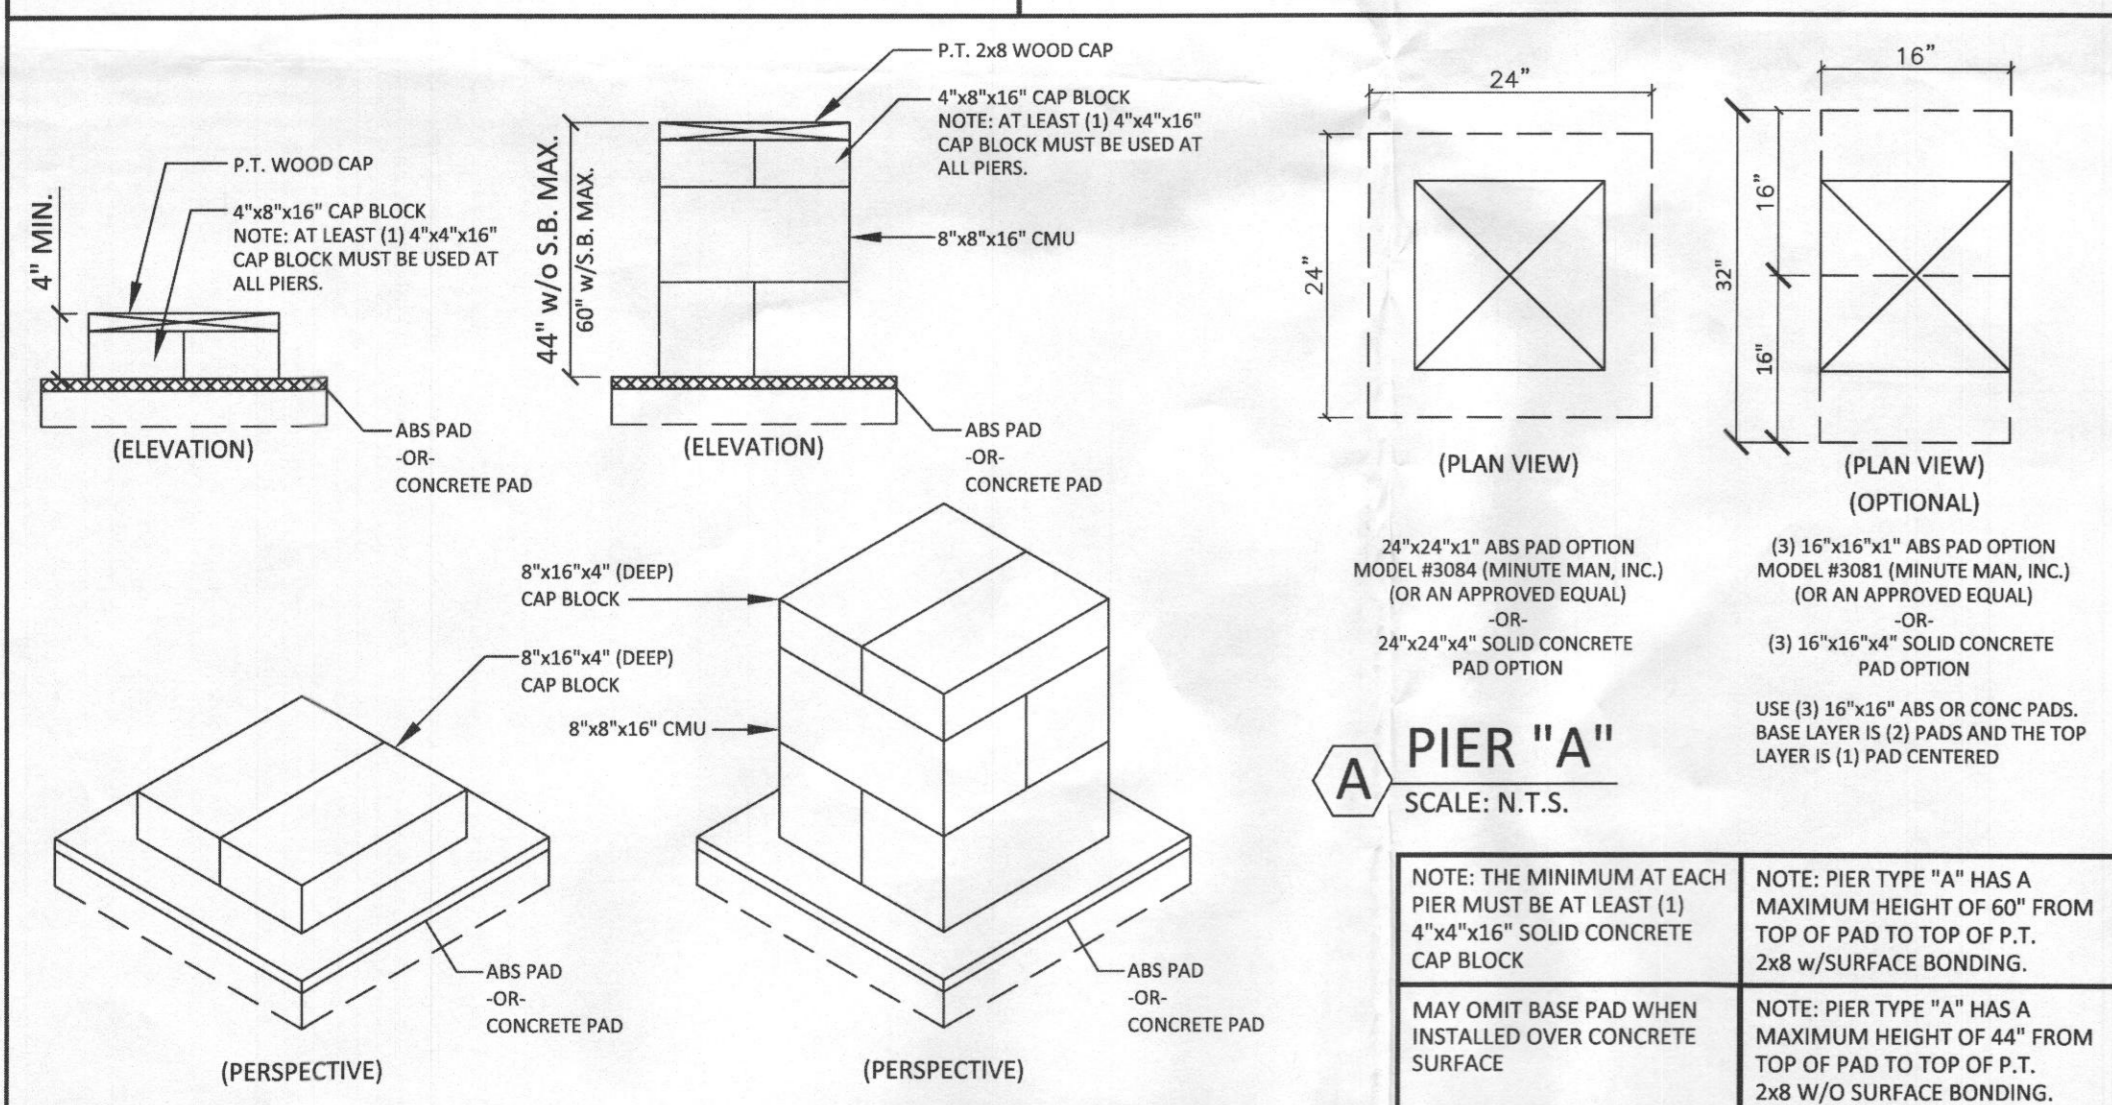 P.T. WOOD CAP
4"x8"x16" CAP BLOCK
NOTE: AT LEAST (1) 4"x4"x16"
CAP BLOCK MUST BE USED AT
ALL PIERS.
4" MIN.
ABS PAD
-OR-
CONCRETE PAD
(ELEVATION)
P.T. 2x8 WOOD CAP
4"x8"x16" CAP BLOCK
NOTE: AT LEAST (1) 4"x4"x16"
CAP BLOCK MUST BE USED AT
ALL PIERS.
8"x8"x16" CMU
44" w/o S.B. MAX.
60" w/S.B. MAX.
ABS PAD
-OR-
CONCRETE PAD
(ELEVATION)
24"
24"
(PLAN VIEW)
24"x24"x1" ABS PAD OPTION
MODEL #3084 (MINUTE MAN, INC.)
(OR AN APPROVED EQUAL)
-OR-
24"x24"x4" SOLID CONCRETE
PAD OPTION
16"
16"
32"
16"
(PLAN VIEW)
(OPTIONAL)
(3) 16"x16"x1" ABS PAD OPTION
MODEL #3081 (MINUTE MAN, INC.)
(OR AN APPROVED EQUAL)
-OR-
(3) 16"x16"x4" SOLID CONCRETE
PAD OPTION
USE (3) 16"x16" ABS OR CONC PADS.
BASE LAYER IS (2) PADS AND THE TOP
LAYER IS (1) PAD CENTERED
8"x16"x4" (DEEP)
CAP BLOCK
8"x16"x4" (DEEP)
CAP BLOCK
8"x8"x16" CMU
ABS PAD
-OR-
CONCRETE PAD
(PERSPECTIVE)
ABS PAD
-OR-
CONCRETE PAD
(PERSPECTIVE)
A
PIER "A"
SCALE: N.T.S.
NOTE: THE MINIMUM AT EACH
PIER MUST BE AT LEAST (1)
4"x4"x16" SOLID CONCRETE
CAP BLOCK
NOTE: PIER TYPE "A" HAS A
MAXIMUM HEIGHT OF 60" FROM
TOP OF PAD TO TOP OF P.T.
2x8 w/SURFACE BONDING.
MAY OMIT BASE PAD WHEN
INSTALLED OVER CONCRETE
SURFACE
NOTE: PIER TYPE "A" HAS A
MAXIMUM HEIGHT OF 44" FROM
TOP OF PAD TO TOP OF P.T.
2x8 W/O SURFACE BONDING.